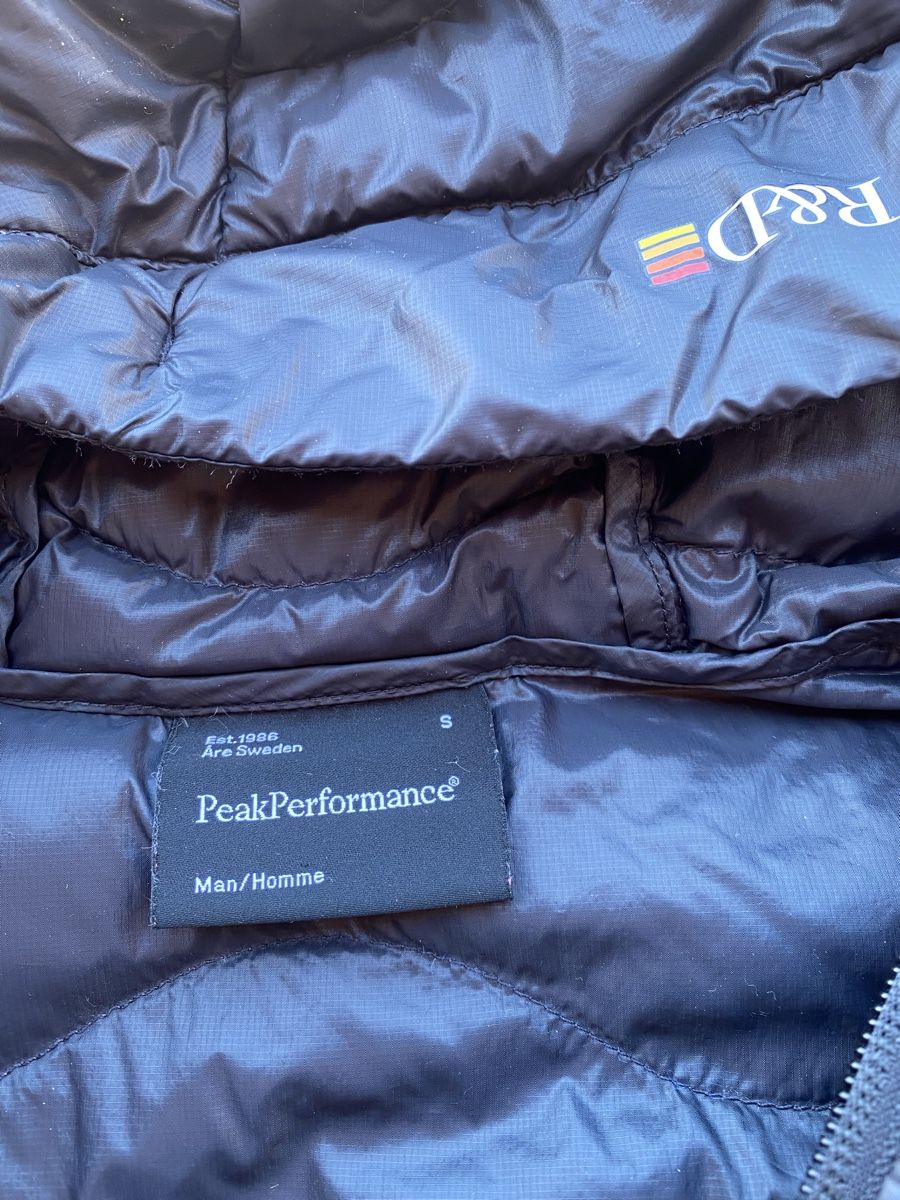 R&D
Est.1986
Åre Sweden
S
PeakPerformance®
Man/Homme